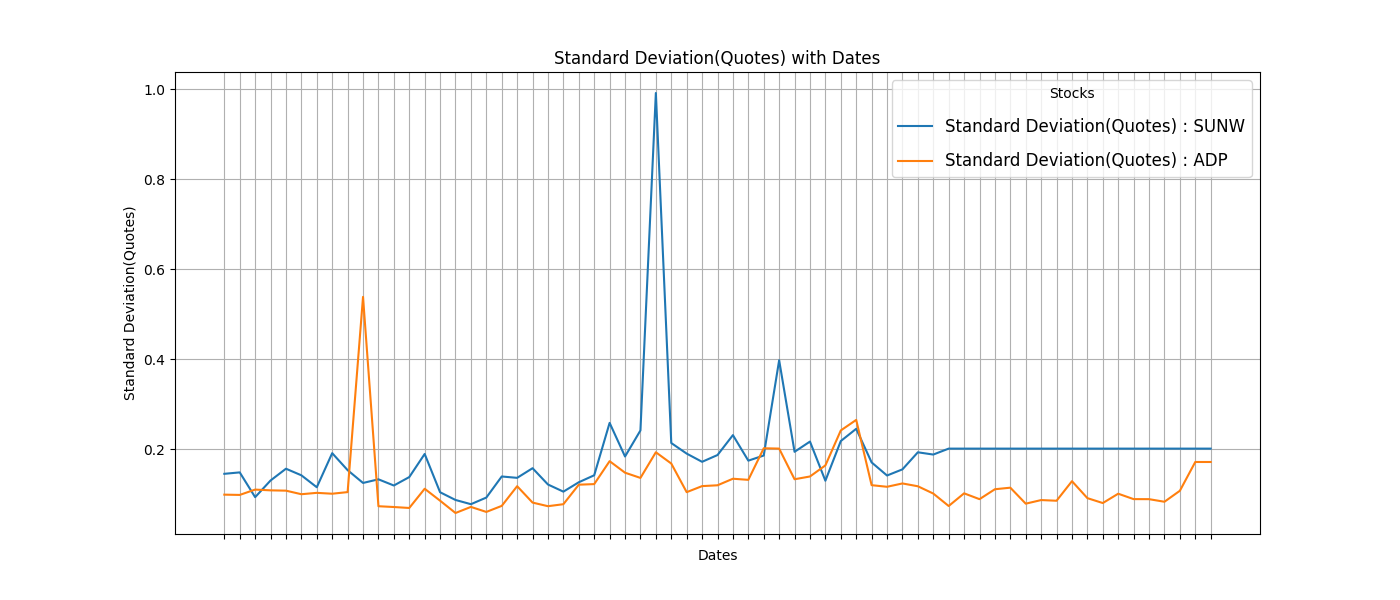 Standard Deviation(Quotes) with Dates
Stocks
Standard Deviation(Quotes) : SUNW
Standard Deviation(Quotes) : ADP
Standard Deviation(Quotes)
1.0
0.8
0.6
0.4
0.2
Dates